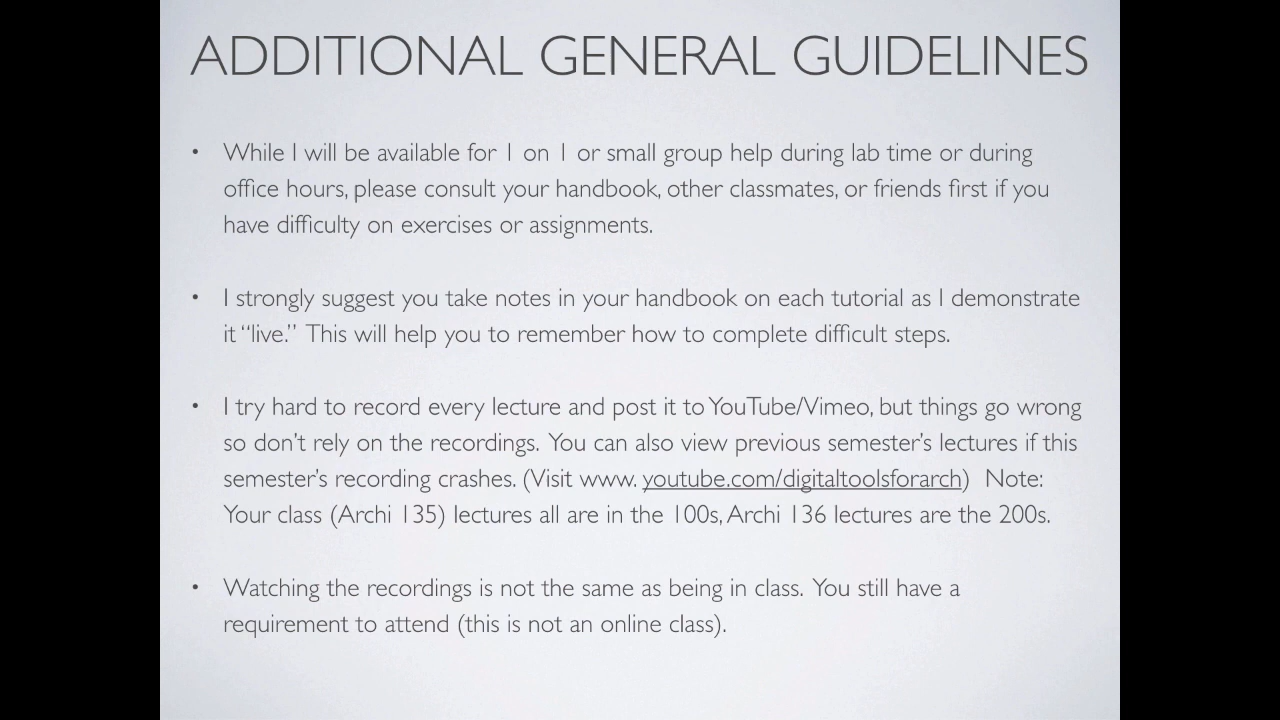 ADDITIONAL GENERAL GUIDELINES
• While I will be available for 1 on 1 or small group help during lab time or during
office hours, please consult your handbook, other classmates, or friends first if you
have difficulty on exercises or assignments.
• I strongly suggest you take notes in your handbook on each tutorial as I demonstrate
it “live.” This will help you to remember how to complete difficult steps.
• I try hard to record every lecture and post it to YouTube/Vimeo, but things go wrong
so don’t rely on the recordings. You can also view previous semester’s lectures if this
semester’s recording crashes. (Visit www. youtube.com/digitaltoolsforarch) Note:
Your class (Archi 135) lectures all are in the 100s, Archi 136 lectures are the 200s.
• Watching the recordings is not the same as being in class. You still have a
requirement to attend (this is not an online class).